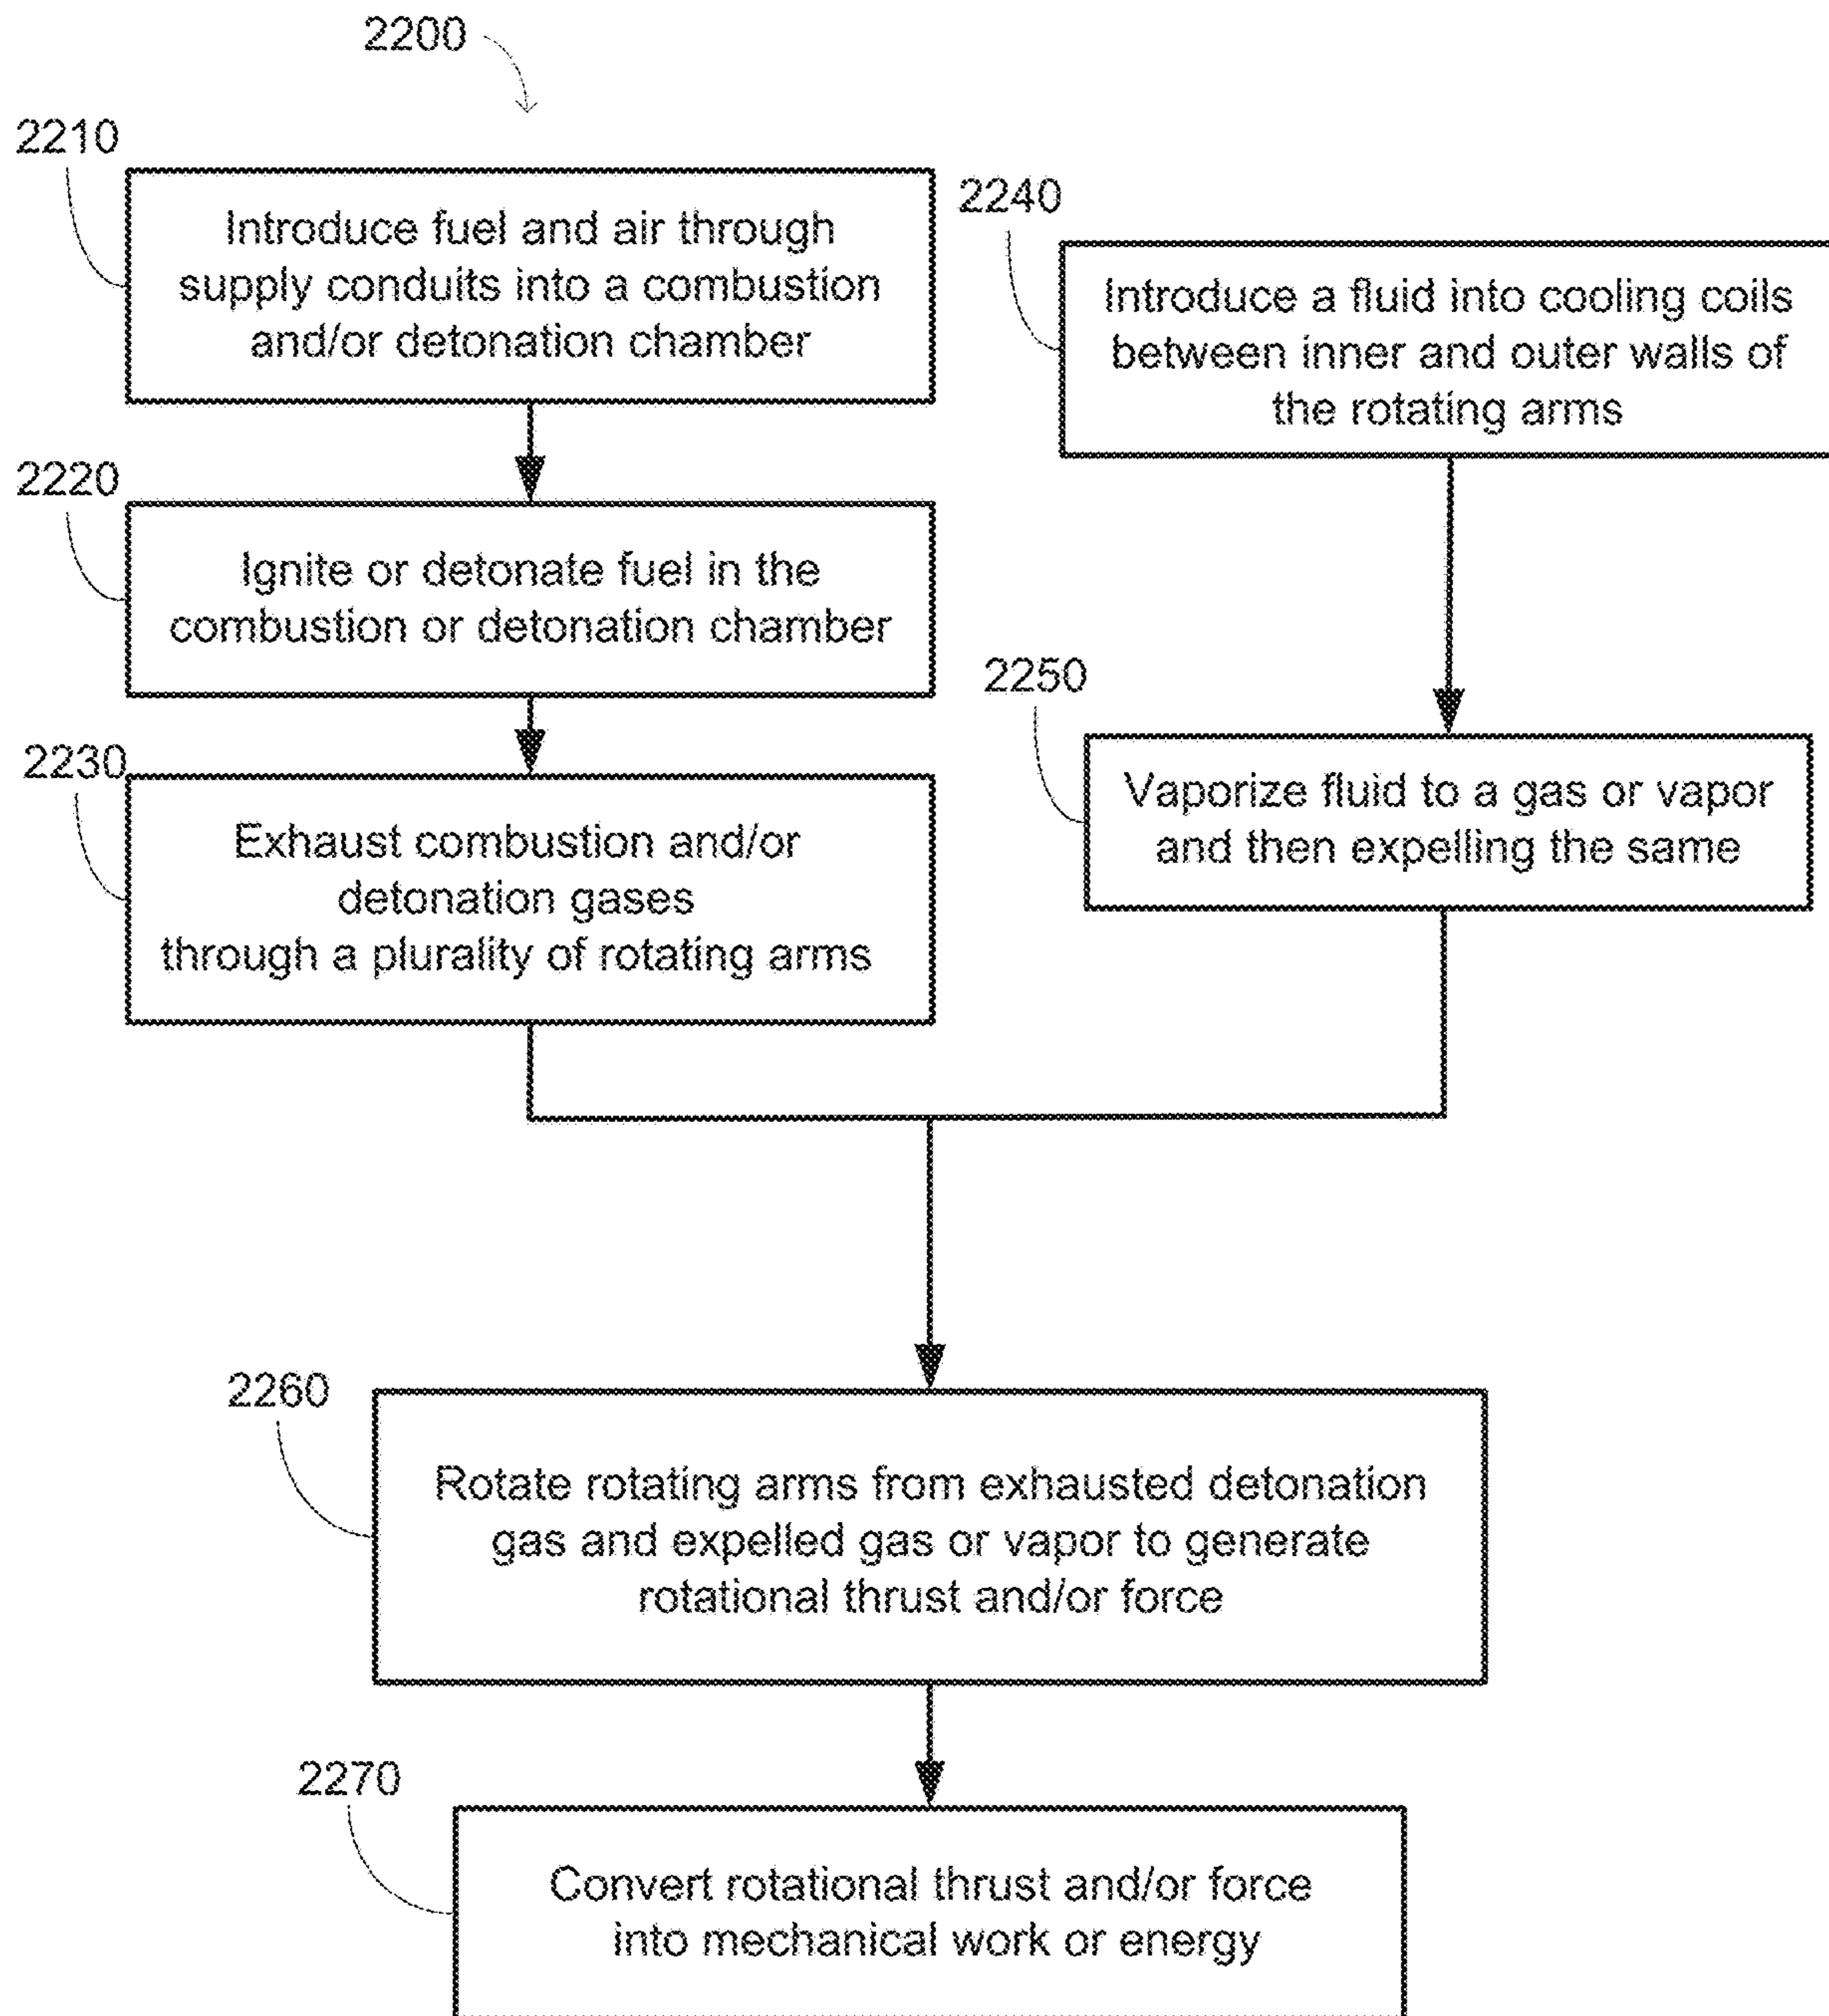 2200
2210
Introduce fuel and air through
supply conduits into a combustion
and/or detonation chamber
2220
Ignite or detonate fuel in the
combustion or detonation chamber
2230
Exhaust combustion and/or
detonation gases
through a plurality of rotating arms
2240
Introduce a fluid into cooling coils
between inner and outer walls of
the rotating arms
2250
Vaporize fluid to a gas or vapor
and then expelling the same
2260
Rotate rotating arms from exhausted detonation
gas and expelled gas or vapor to generate
rotational thrust and/or force
2270
Convert rotational thrust and/or force
into mechanical work or energy